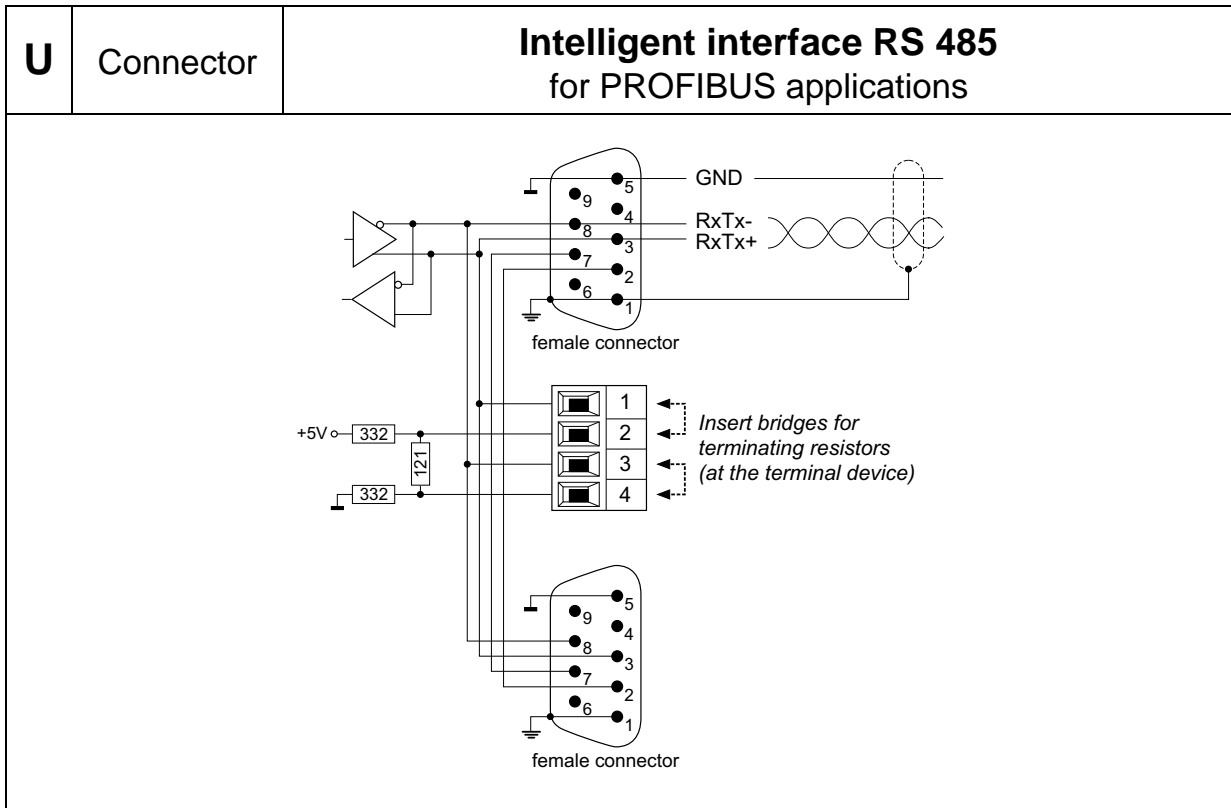 U
Connector
Intelligent interface RS 485
for PROFIBUS applications
5
9
4
8
3
7
2
6
1
GND
RxTx-
RxTx+
female connector
1
2
3
4
+5V
332
121
332
Insert bridges for
terminating resistors
(at the terminal device)
5
9
4
8
3
7
2
6
1
female connector